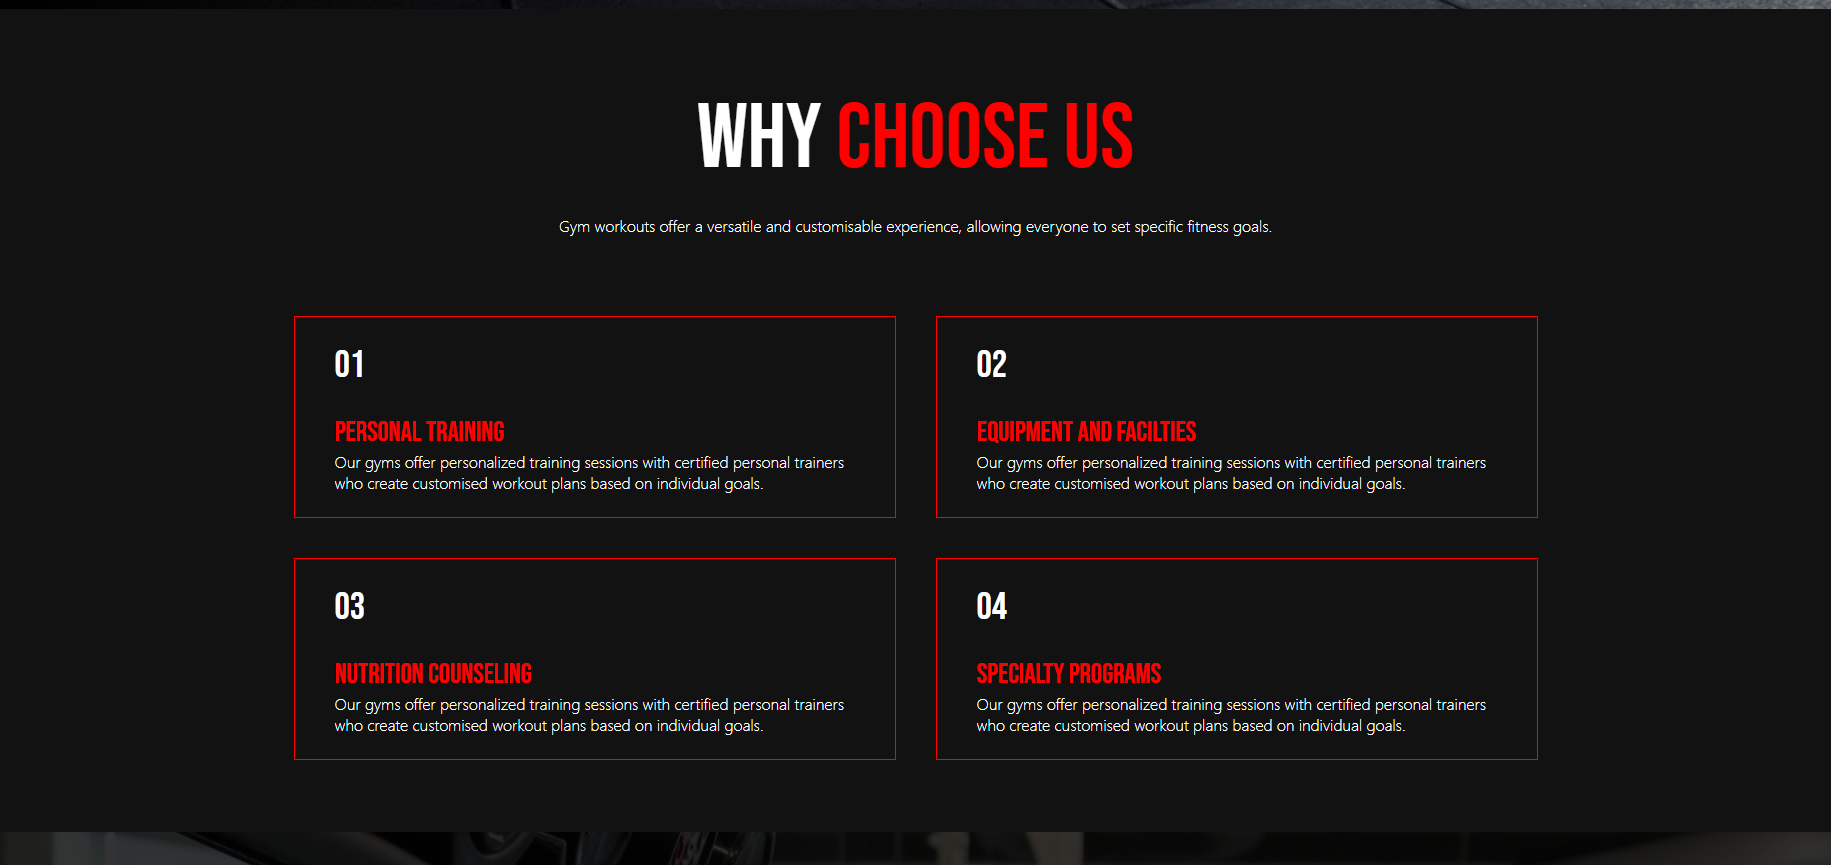 WHY CHOOSE US
Gym workouts offer a versatile and customisable experience, allowing everyone to set specific fitness goals.
01
PERSONAL TRAINING
Our gyms offer personalized training sessions with certified personal trainers
who create customised workout plans based on individual goals.
02
EQUIPMENT AND FACILTIES
Our gyms offer personalized training sessions with certified personal trainers
who create customised workout plans based on individual goals.
03
NUTRITION COUNSELING
Our gyms offer personalized training sessions with certified personal trainers
who create customised workout plans based on individual goals.
04
SPECIALTY PROGRAMS
Our gyms offer personalized training sessions with certified personal trainers
who create customised workout plans based on individual goals.